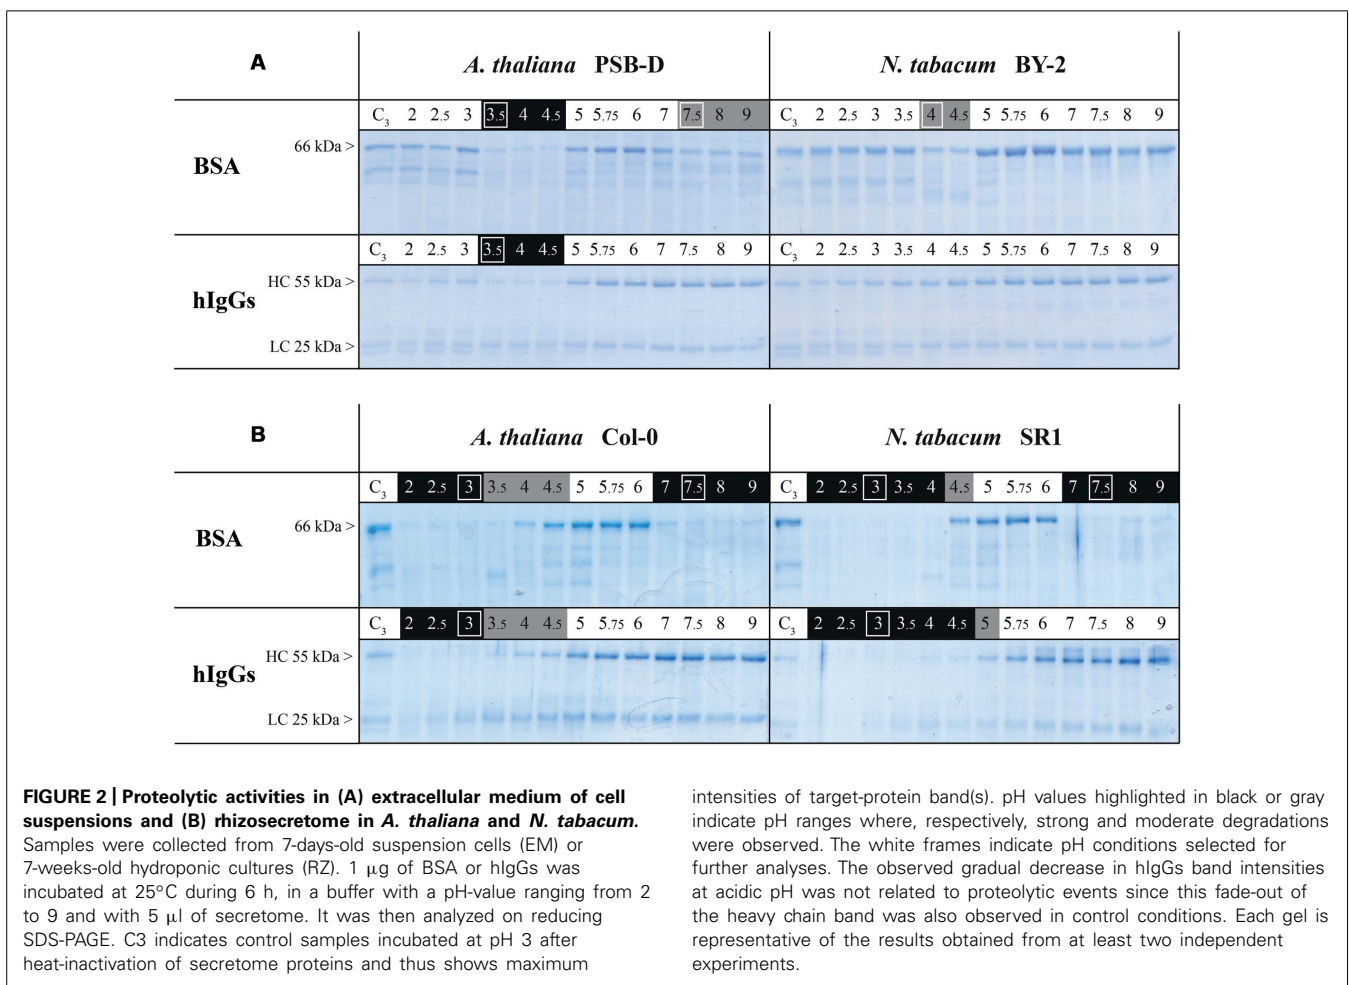 A
A. thaliana PSB-D
N. tabacum BY-2
C3 2 2.5 3 3.5 4 4.5 5 5.75 6 7 7.5 8 9
C3 2 2.5 3 3.5 4 4.5 5 5.75 6 7 7.5 8 9
BSA
66 kDa >
C3 2 2.5 3 3.5 4 4.5 5 5.75 6 7 7.5 8 9
C3 2 2.5 3 3.5 4 4.5 5 5.75 6 7 7.5 8 9
HC 55 kDa >
hIgGs
LC 25 kDa >
B
A. thaliana Col-0
N. tabacum SR1
C3 2 2.5 3 3.5 4 4.5 5 5.75 6 7 7.5 8 9
C3 2 2.5 3 3.5 4 4.5 5 5.75 6 7 7.5 8 9
66 kDa >
BSA
C3 2 2.5 3 3.5 4 4.5 5 5.75 6 7 7.5 8 9
C3 2 2.5 3 3.5 4 4.5 5 5.75 6 7 7.5 8 9
HC 55 kDa >
hIgGs
LC 25 kDa >
FIGURE 2 | Proteolytic activities in (A) extracellular medium of cell
suspensions and (B) rhizosecretome in A. thaliana and N. tabacum.
Samples were collected from 7-days-old suspension cells (EM) or
7-weeks-old hydroponic cultures (RZ). 1 μg of BSA or hIgGs was
incubated at 25°C during 6 h, in a buffer with a pH-value ranging from 2
to 9 and with 5 μl of secretome. It was then analyzed on reducing
SDS-PAGE. C3 indicates control samples incubated at pH 3 after
heat-inactivation of secretome proteins and thus shows maximum
intensities of target-protein band(s). pH values highlighted in black or gray
indicate pH ranges where, respectively, strong and moderate degradations
were observed. The white frames indicate pH conditions selected for
further analyses. The observed gradual decrease in hIgGs band intensities
at acidic pH was not related to proteolytic events since this fade-out of
the heavy chain band was also observed in control conditions. Each gel is
representative of the results obtained from at least two independent
experiments.